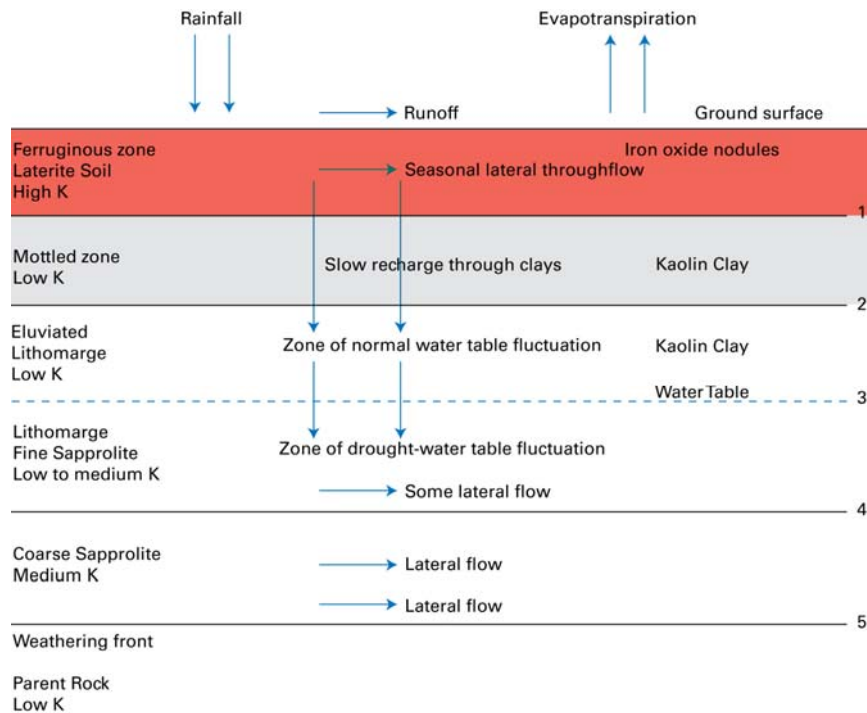 Rainfall
Evapotranspiration
Runoff
Ground surface
Ferruginous zone
Laterite Soil
High K
Iron oxide nodules
Seasonal lateral throughflow
1
Mottled zone
Low K
Slow recharge through clays
Kaolin Clay
2
Eluviated
Lithomarge
Low K
Zone of normal water table fluctuation
Kaolin Clay
Water Table
3
Lithomarge
Fine Sapprolite
Low to medium K
Zone of drought-water table fluctuation
Some lateral flow
4
Coarse Sapprolite
Medium K
Lateral flow
Lateral flow
5
Weathering front
Parent Rock
Low K